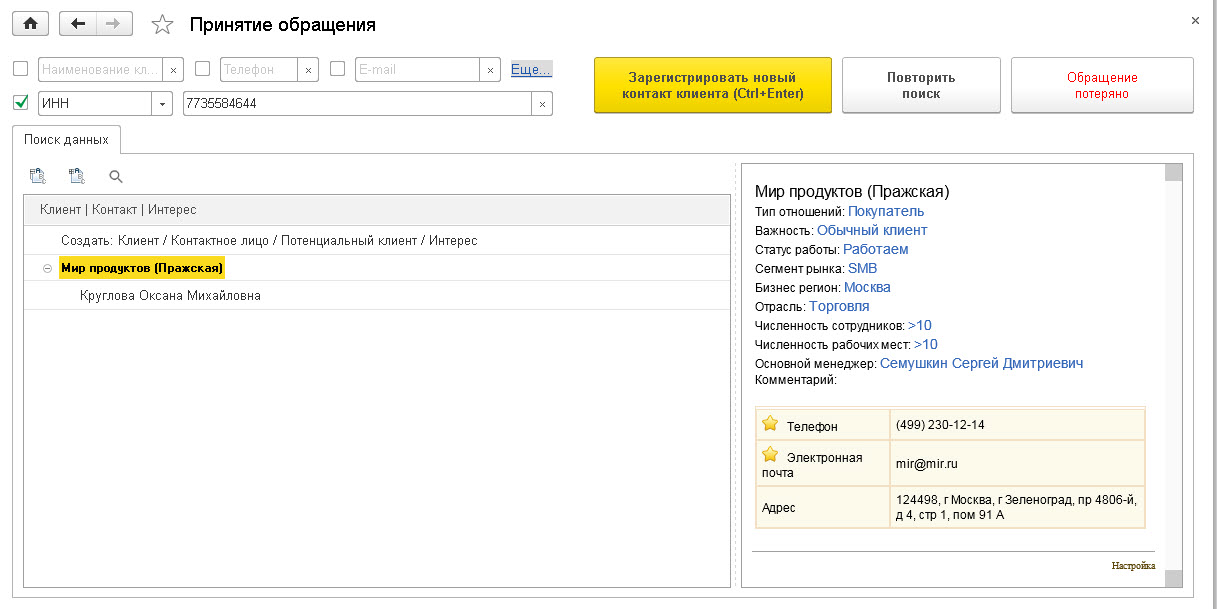 Принятие обращения
×
Наименование кл... × Телефон × E-mail × Еще...
ИНН 7735584644 ×
Зарегистрировать новый
контакт клиента (Ctrl+Enter)
Повторить
поиск
Обращение
потеряно
Поиск данных
Клиент | Контакт | Интерес
Создать: Клиент / Контактное лицо / Потенциальный клиент / Интерес
Мир продуктов (Пражская)
Круглова Оксана Михайловна
Мир продуктов (Пражская)
Тип отношений: Покупатель
Важность: Обычный клиент
Статус работы: Работаем
Сегмент рынка: SMB
Бизнес регион: Москва
Отрасль: Торговля
Численность сотрудников: >10
Численность рабочих мест: >10
Основной менеджер: Семушкин Сергей Дмитриевич
Комментарий:
Телефон (499) 230-12-14
Электронная
почта
mir@mir.ru
Адрес
124498, г Москва, г Зеленоград, пр 4806-й,
д 4, стр 1, пом 91 А
Настройка